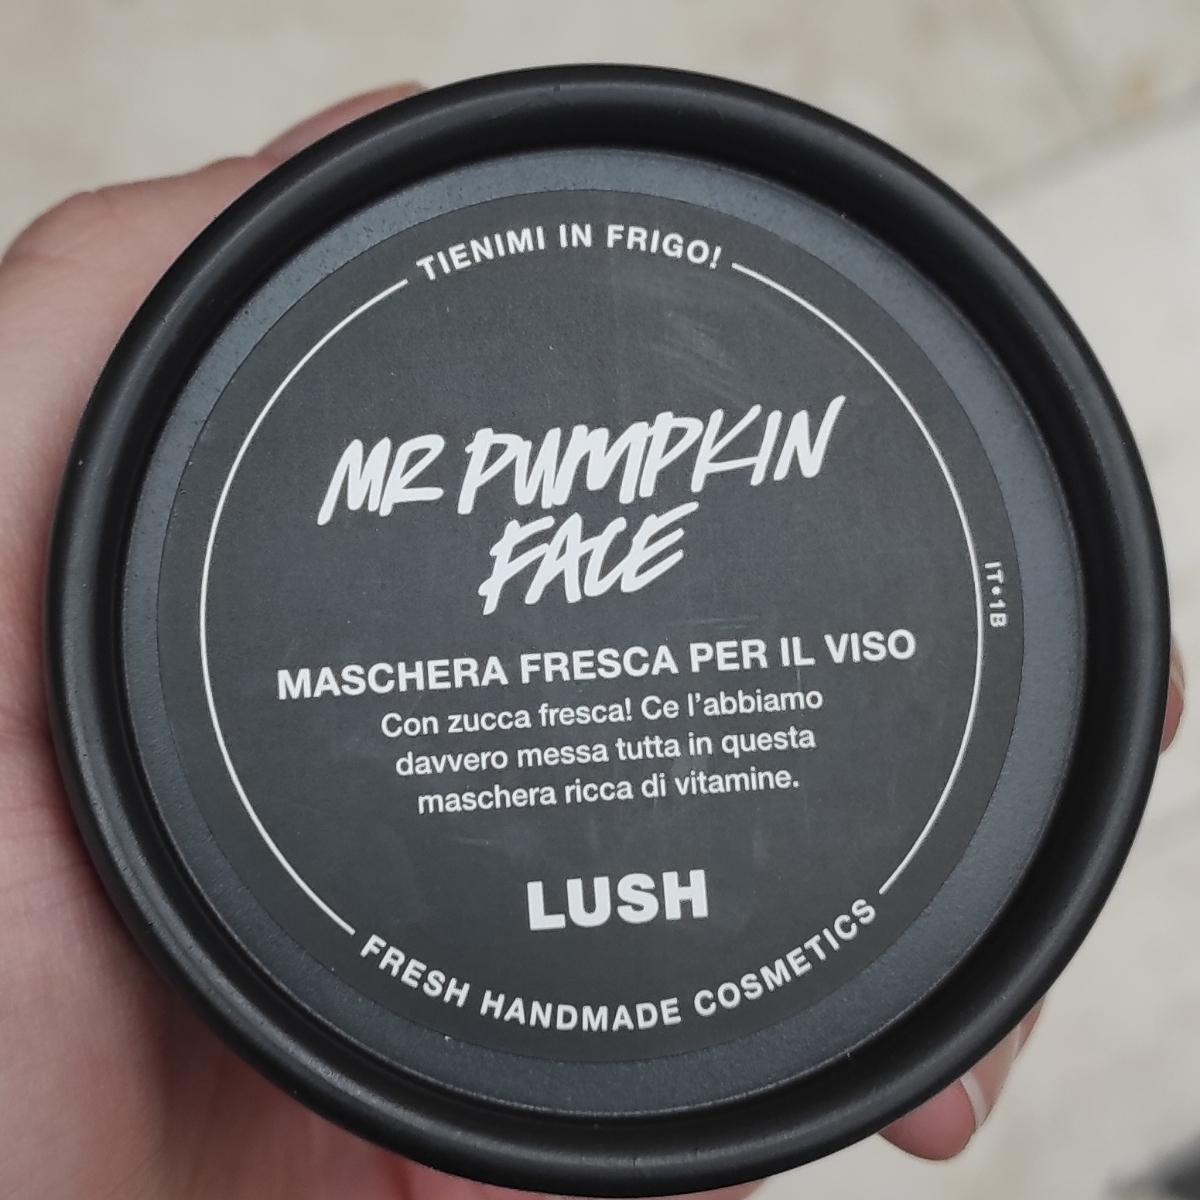 TIENIMI IN FRIGO!
MR PUMPKIN
FACE
MASCHERA FRESCA PER IL VISO
Con zucca fresca! Ce l'abbiamo
davvero messa tutta in questa
maschera ricca di vitamine.
LUSH
FRESH HANDMADE COSMETICS
IT•1B